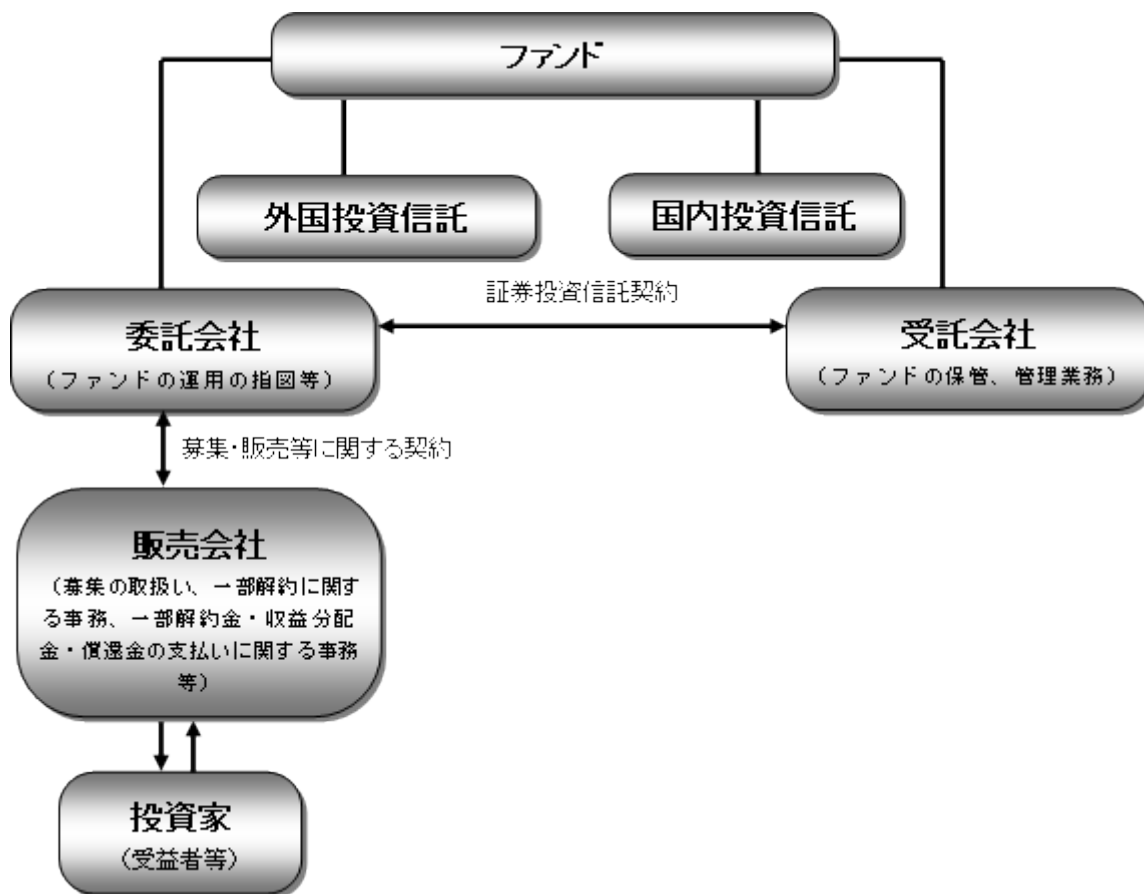 ファンド
外国投資信託
国内投資信託
証券投資信託契約
委託会社
（ファンドの運用の指図等）
受託会社
（ファンドの保管、管理業務）
募集・販売等に関する契約
販売会社
（募集の取扱い、一部解約に関す
る事務、一部解約金・収益分配
金・償還金の支払いに関する事務
等）
投資家
（受益者等）